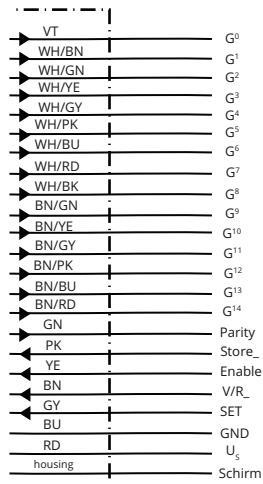 VT G⁰
WH/BN G¹
WH/GN G²
WH/YE G³
WH/GY G⁴
WH/PK G⁵
WH/BU G⁶
WH/RD G⁷
WH/BK G⁸
BN/GN G⁹
BN/YE G¹⁰
BN/GY G¹¹
BN/PK G¹²
BN/BU G¹³
BN/RD G¹⁴
GN Parity
PK Store_
YE Enable
BN V/R_
GY SET
BU GND
RD Uₛ
housing Schirm